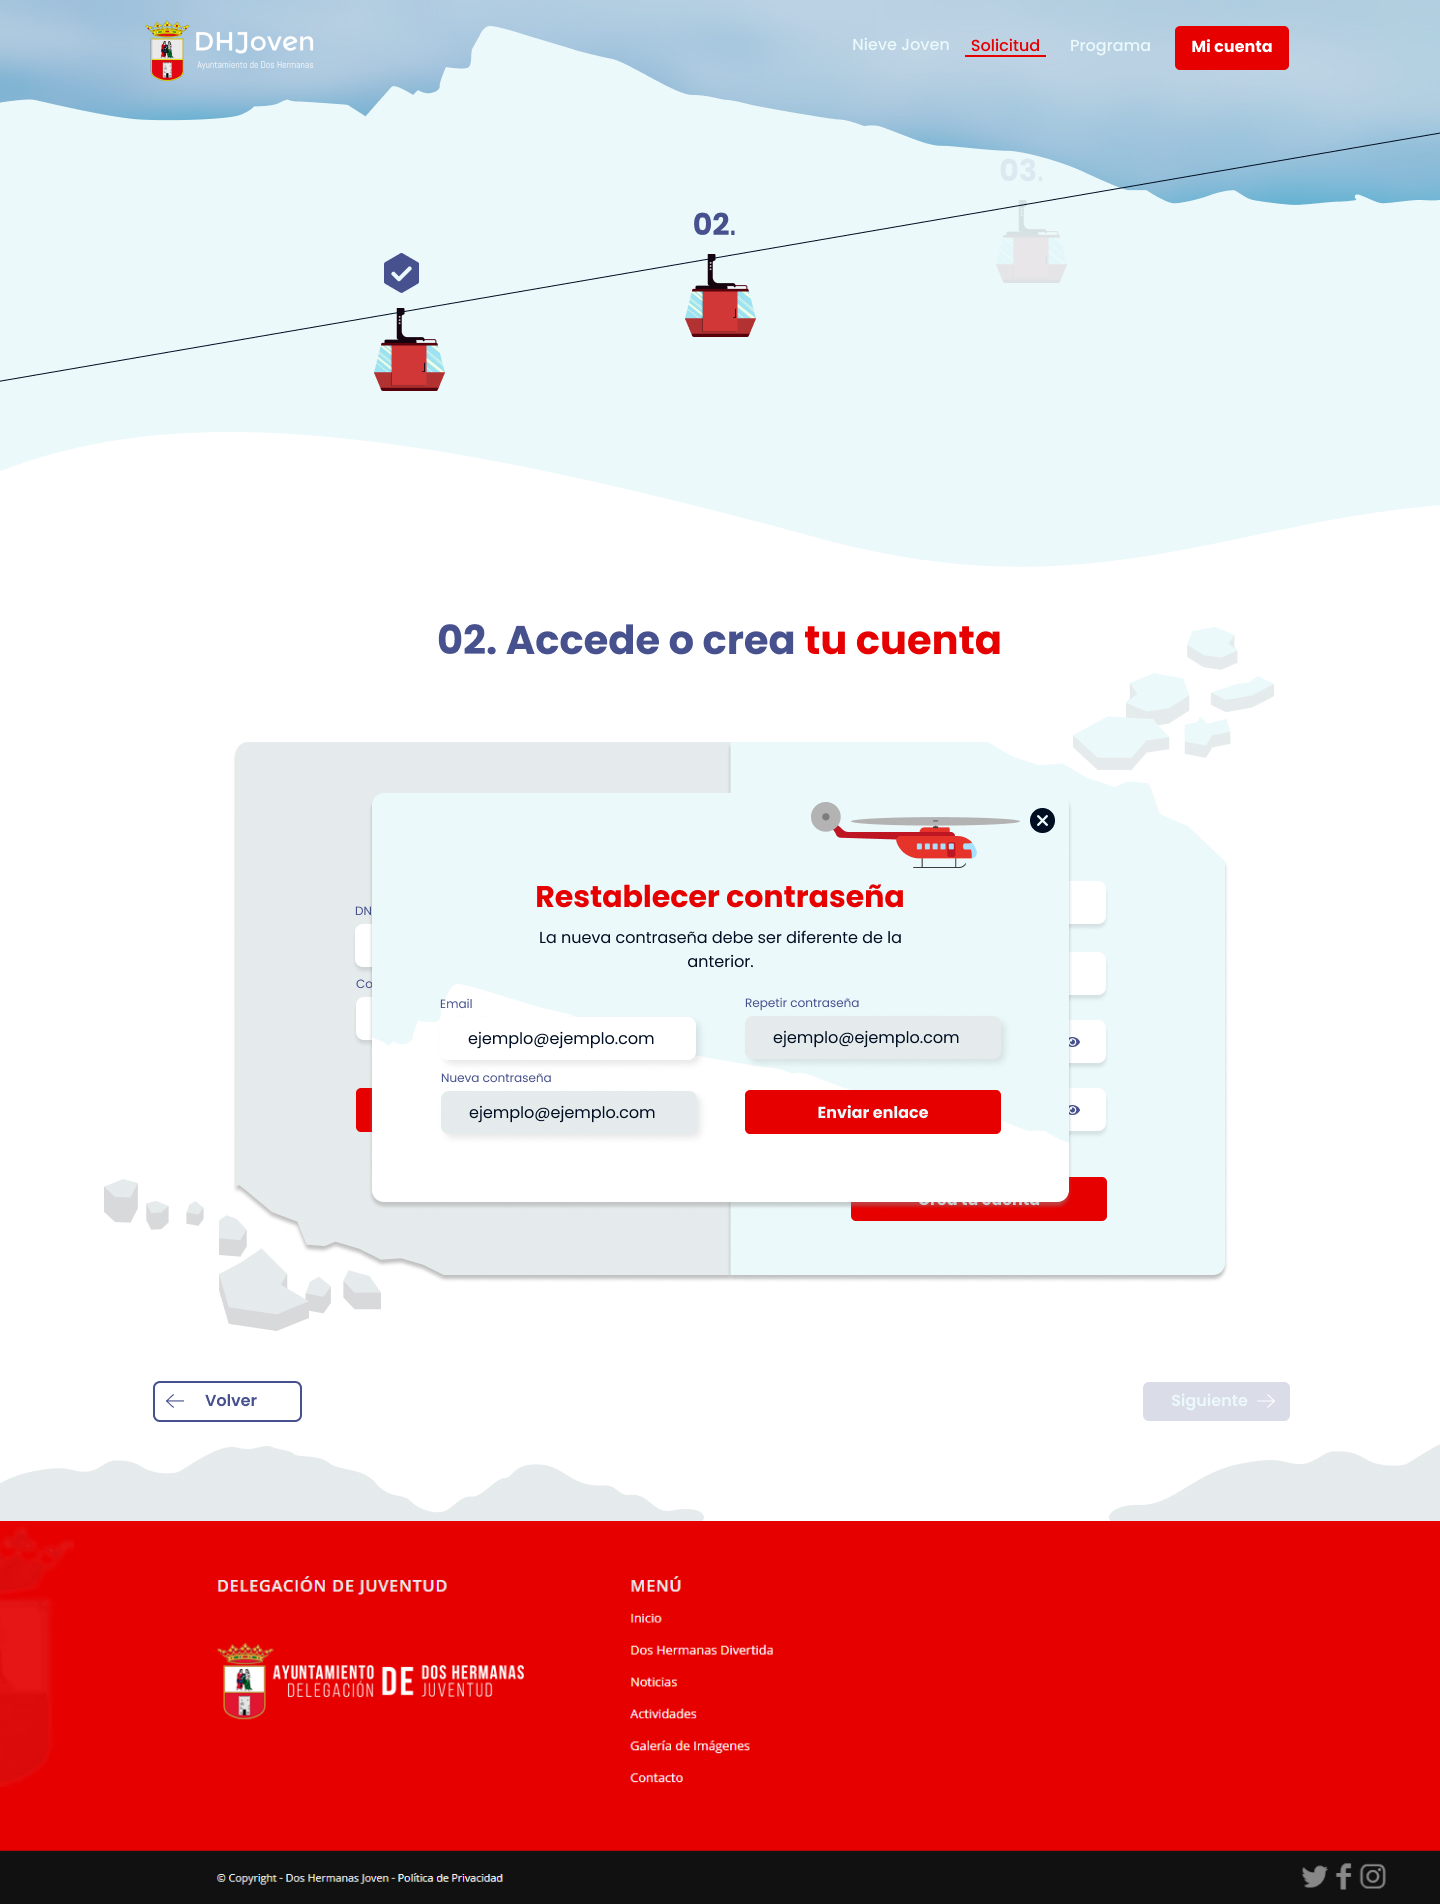 DHJoven
Ayuntamiento de Dos Hermanas
Nieve Joven
Solicitud
Programa
Mi cuenta
03.
02.
02. Accede o crea tu cuenta
Restablecer contraseña
La nueva contraseña debe ser diferente de la
anterior.
DN
Co
Email
ejemplo@ejemplo.com
Repetir contraseña
ejemplo@ejemplo.com
Nueva contraseña
ejemplo@ejemplo.com
Enviar enlace
Crea tu cuenta
Volver
Siguiente
DELEGACIÓN DE JUVENTUD
AYUNTAMIENTO DE DOS HERMANAS
DELEGACIÓN JUVENTUD
MENÚ
Inicio
Dos Hermanas Divertida
Noticias
Actividades
Galería de Imágenes
Contacto
© Copyright - Dos Hermanas Joven - Política de Privacidad